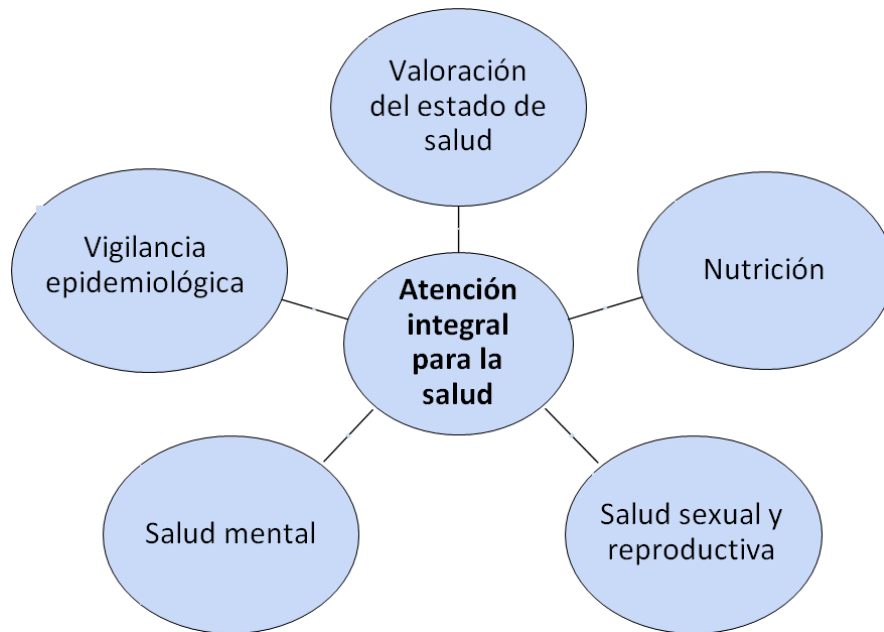 Valoración
del estado de
salud
Vigilancia
epidemiológica
Nutrición
Atención
integral
para la
salud
Salud mental
Salud sexual y
reproductiva